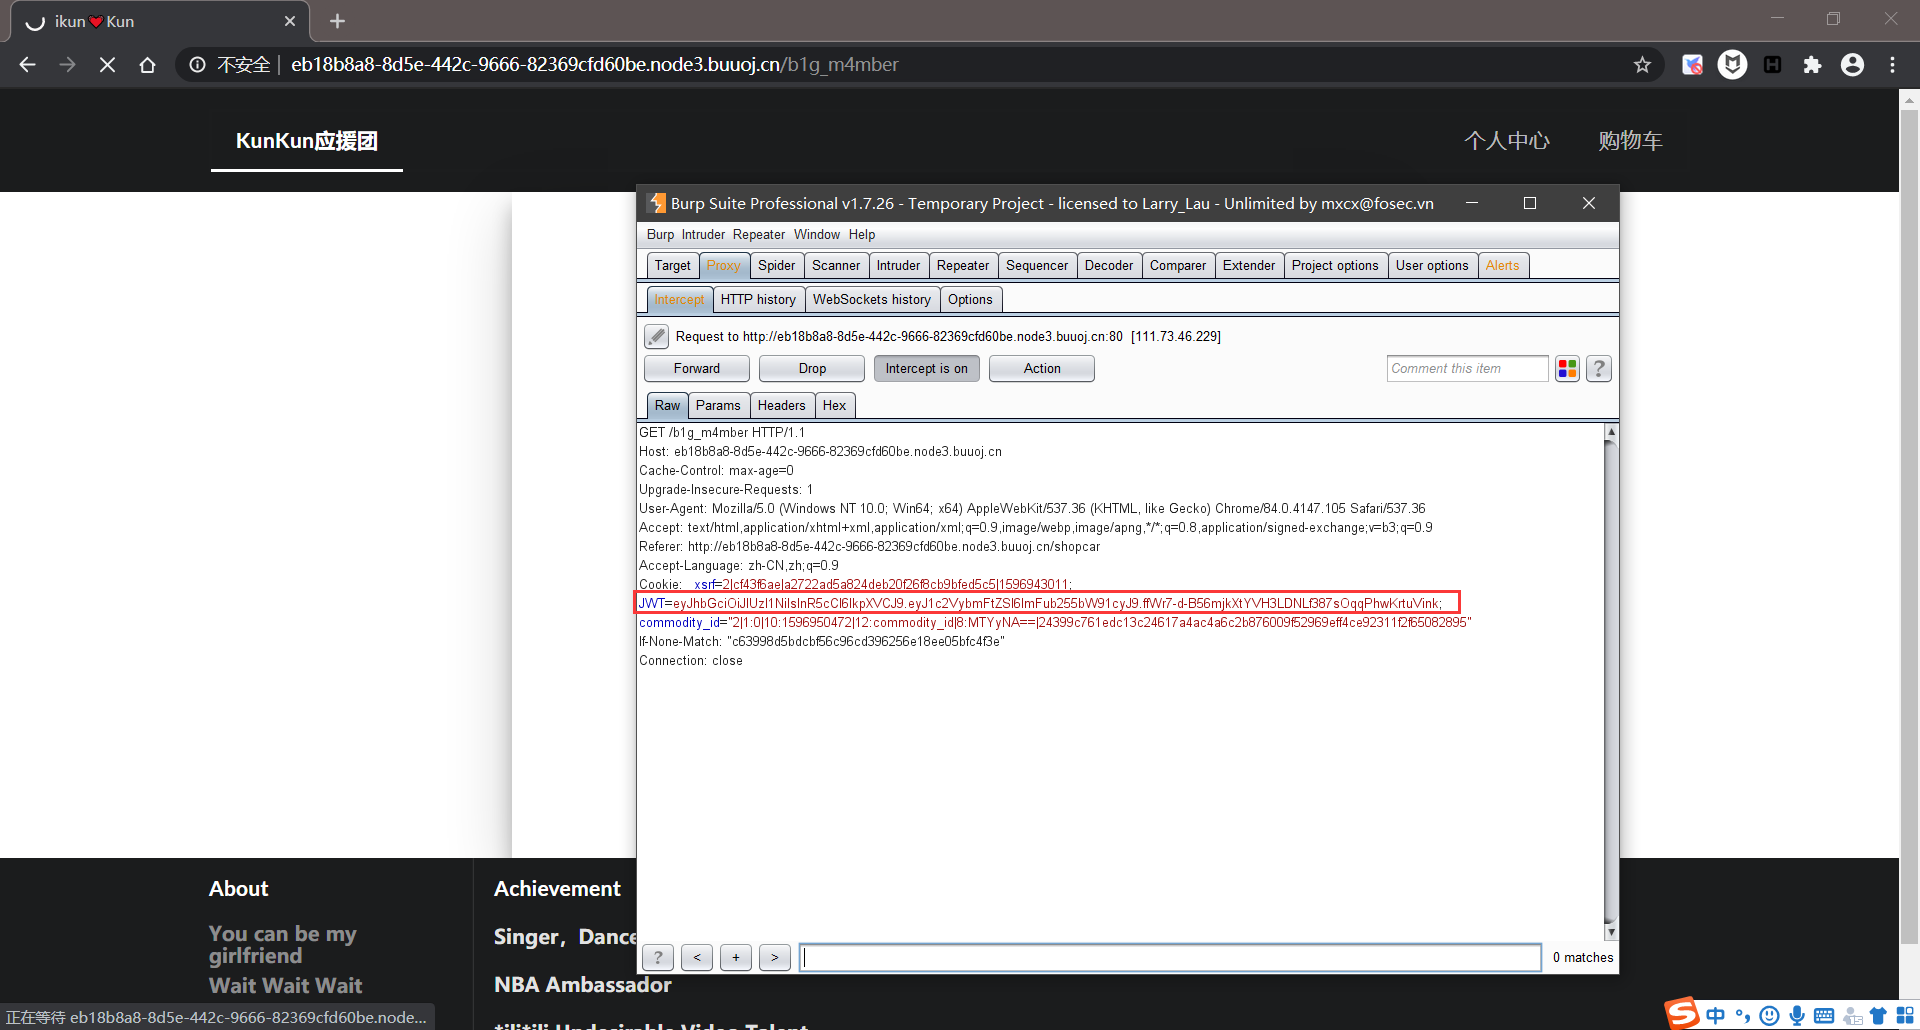 ikun❤Kun
不安全 | eb18b8a8-8d5e-442c-9666-82369cfd60be.node3.buuoj.cn/b1g_m4mber
KunKun应援团
个人中心
购物车
Burp Suite Professional v1.7.26 - Temporary Project - licensed to Larry_Lau - Unlimited by mxcx@fosec.vn
Burp Intruder Repeater Window Help
Target Proxy Spider Scanner Intruder Repeater Sequencer Decoder Comparer Extender Project options User options Alerts
Intercept HTTP history WebSockets history Options
Request to http://eb18b8a8-8d5e-442c-9666-82369cfd60be.node3.buuoj.cn:80 [111.73.46.229]
Forward Drop Intercept is on Action Comment this item ?
Raw Params Headers Hex
GET /b1g_m4mber HTTP/1.1
Host: eb18b8a8-8d5e-442c-9666-82369cfd60be.node3.buuoj.cn
Cache-Control: max-age=0
Upgrade-Insecure-Requests: 1
User-Agent: Mozilla/5.0 (Windows NT 10.0; Win64; x64) AppleWebKit/537.36 (KHTML, like Gecko) Chrome/84.0.4147.105 Safari/537.36
Accept: text/html,application/xhtml+xml,application/xml;q=0.9,image/webp,image/apng,*/*;q=0.8,application/signed-exchange;v=b3;q=0.9
Referer: http://eb18b8a8-8d5e-442c-9666-82369cfd60be.node3.buuoj.cn/shopcar
Accept-Language: zh-CN,zh;q=0.9
Cookie: _xsrf=2|cf43f6ae|a2722ad5a824deb20f26f8cb9bfed5c5|1596943011;
JWT=eyJhbGciOiJIUzI1NiIsInR5cCI6IkpXVCJ9.eyJ1c2VybmFtZSI6ImFub255bW91cyJ9.ffWr7-d-B56mjkXtYVH3LDNLf387sOqqPhwKrtuVink;
commodity_id="2|1:0|10:1596950472|12:commodity_id|8:MTYyNA==|24399c761edc13c24617a4ac4a6c2b876009f52969eff4ce92311f2f65082895"
If-None-Match: "c63998d5bdcbf56c96cd396256e18ee05bfc4f3e"
Connection: close
? < + > 0 matches
About
You can be my
girlfriend
Wait Wait Wait
Achievement
Singer，Dance
NBA Ambassador
*ili*ili Undesirable Video Talent
正在等待 eb18b8a8-8d5e-442c-9666-82369cfd60be.node...
中